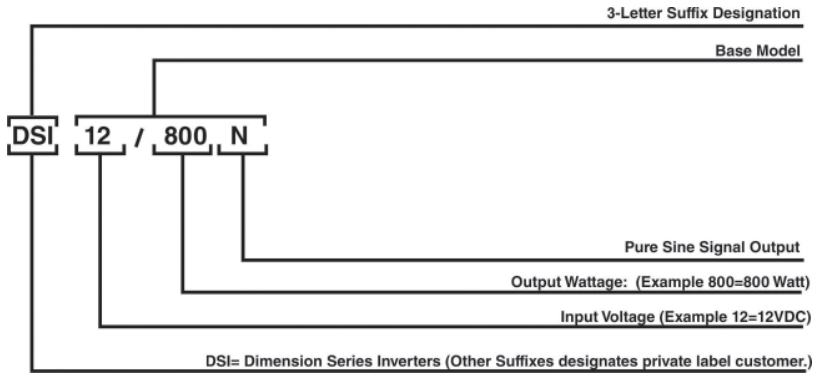 3-Letter Suffix Designation
Base Model
DSI 12 / 800 N
Pure Sine Signal Output
Output Wattage: (Example 800=800 Watt)
Input Voltage (Example 12=12VDC)
DSI= Dimension Series Inverters (Other Suffixes designates private label customer.)